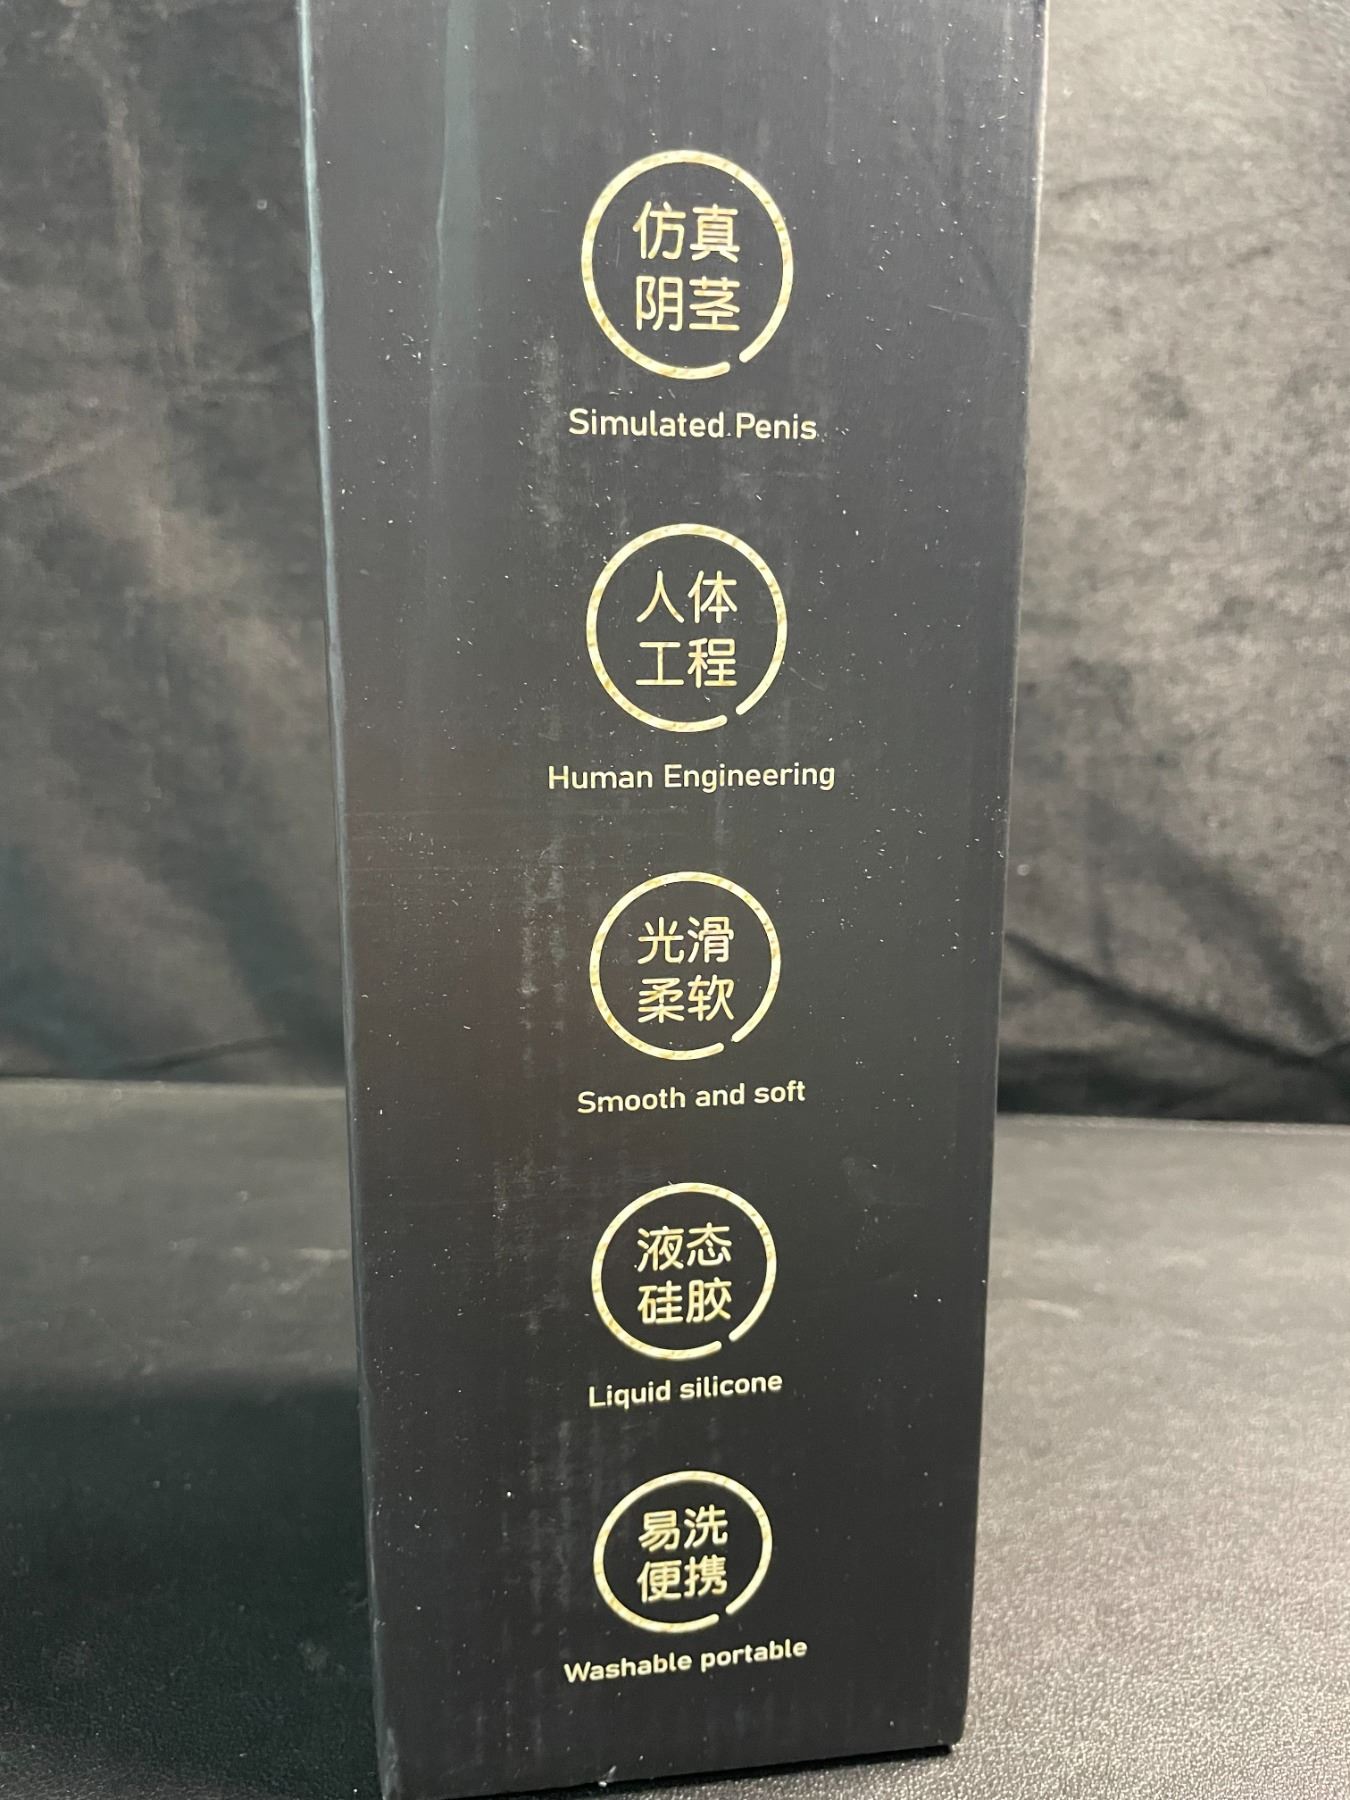 仿真
阴茎
Simulated Penis
人体
工程
Human Engineering
光滑
柔软
Smooth and soft
液态
硅胶
Liquid silicone
易洗
便携
Washable portable